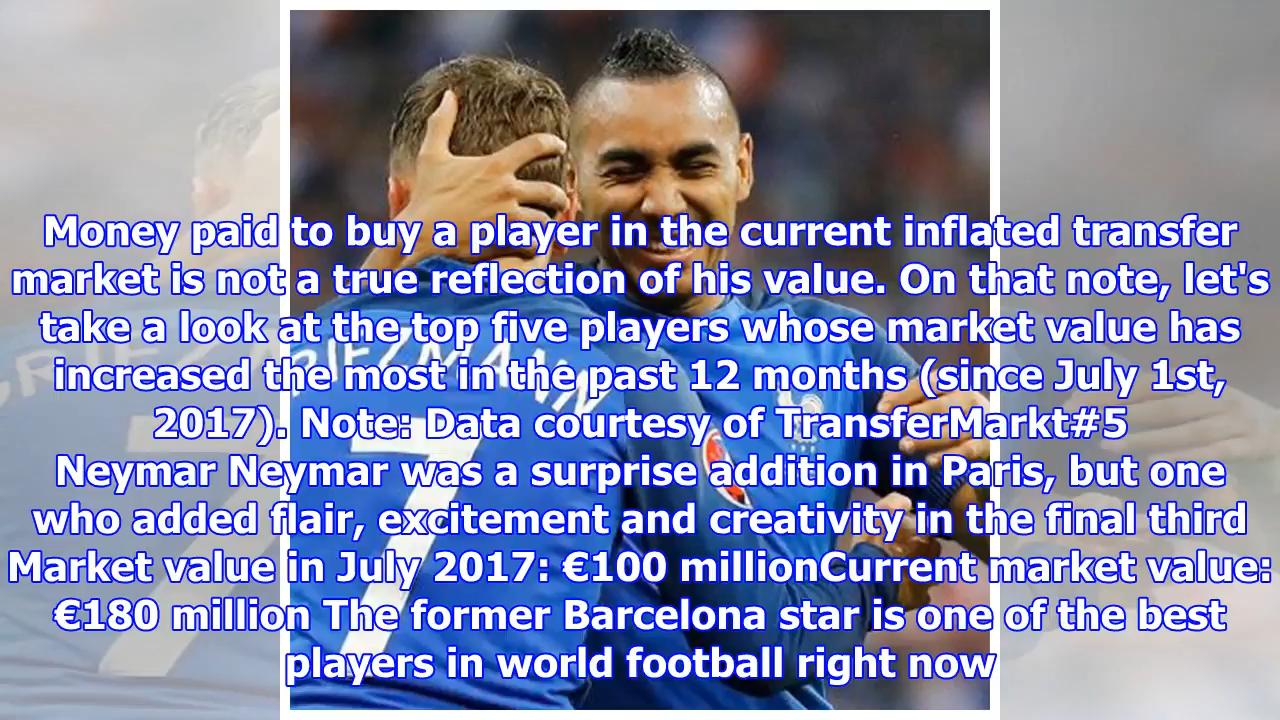 Money paid to buy a player in the current inflated transfer
market is not a true reflection of his value. On that note, let's
take a look at the top five players whose market value has
increased the most in the past 12 months (since July 1st,
2017). Note: Data courtesy of TransferMarkt#5
Neymar Neymar was a surprise addition in Paris, but one
who added flair, excitement and creativity in the final third
Market value in July 2017: €100 millionCurrent market value:
€180 million The former Barcelona star is one of the best
players in world football right now
GRIEZMANN
7